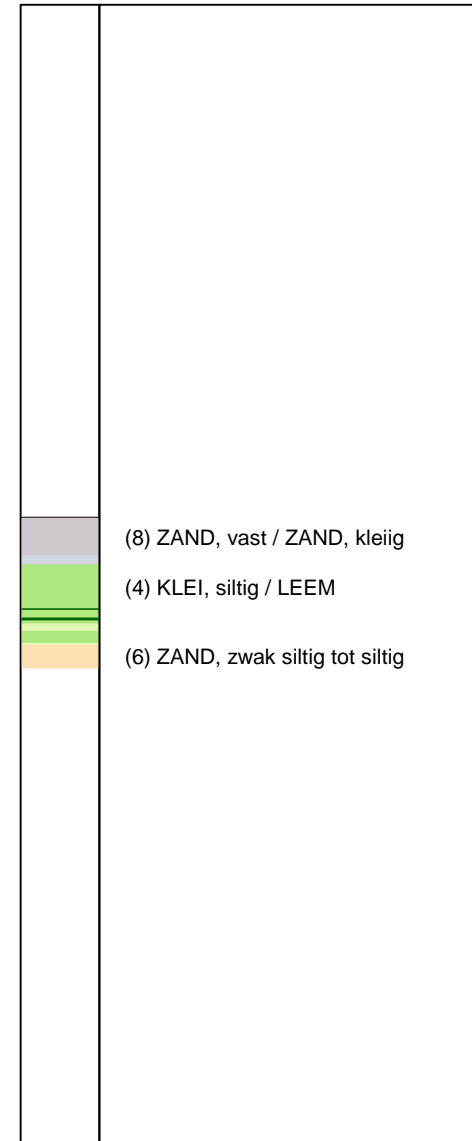 (8) ZAND, vast / ZAND, kleiig
(4) KLEI, siltig / LEEM
(6) ZAND, zwak siltig tot siltig